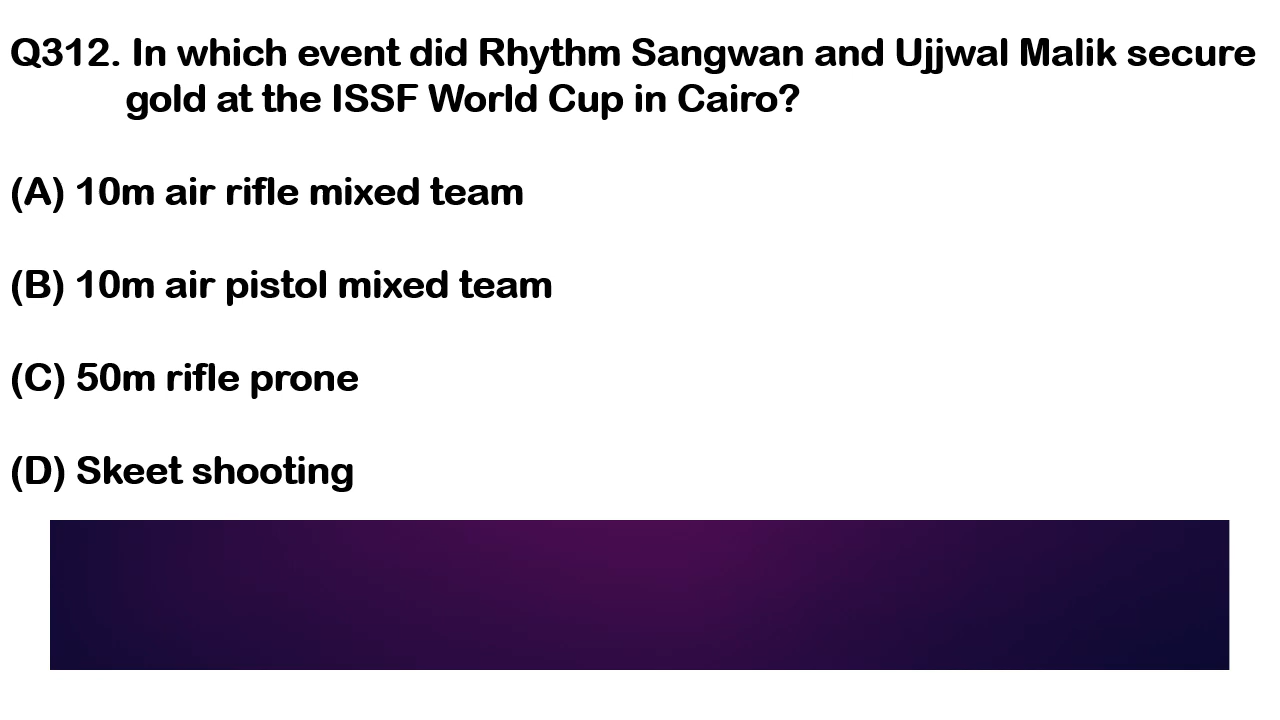 Q312. In which event did Rhythm Sangwan and Ujjwal Malik secure
gold at the ISSF World Cup in Cairo?
(A) 10m air rifle mixed team
(B) 10m air pistol mixed team
(C) 50m rifle prone
(D) Skeet shooting